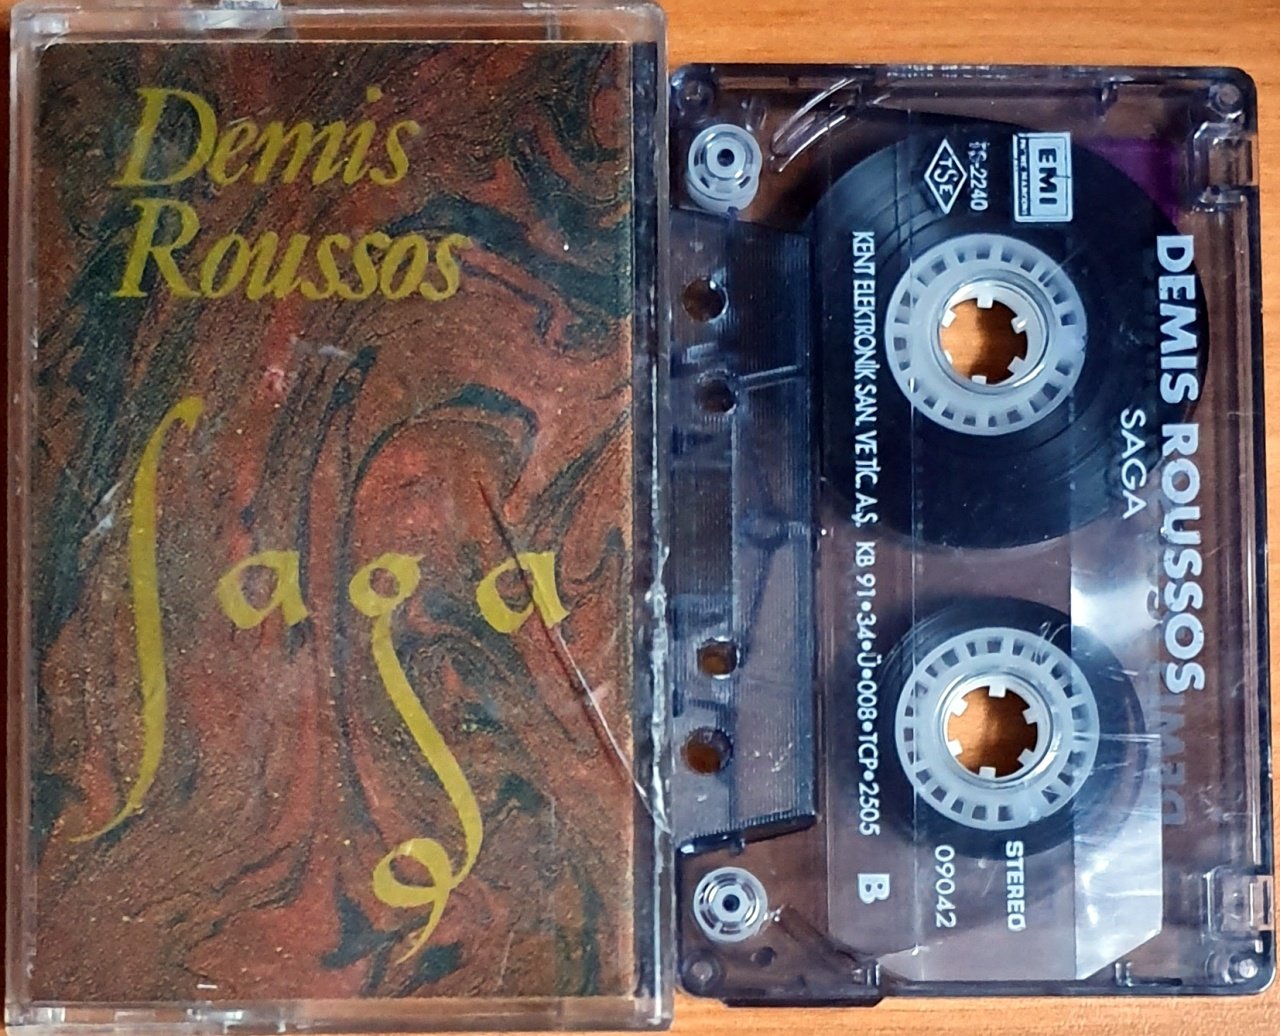 Demis
Roussos
Saga
DEMIS ROUSSOS
SAGA
EMI
TS-2240
TSE
KENT ELEKTRONİK SAN. VE TİC. A.Ş. KB 91•34•Ü•008•TCP•2505
B
STEREO
09042